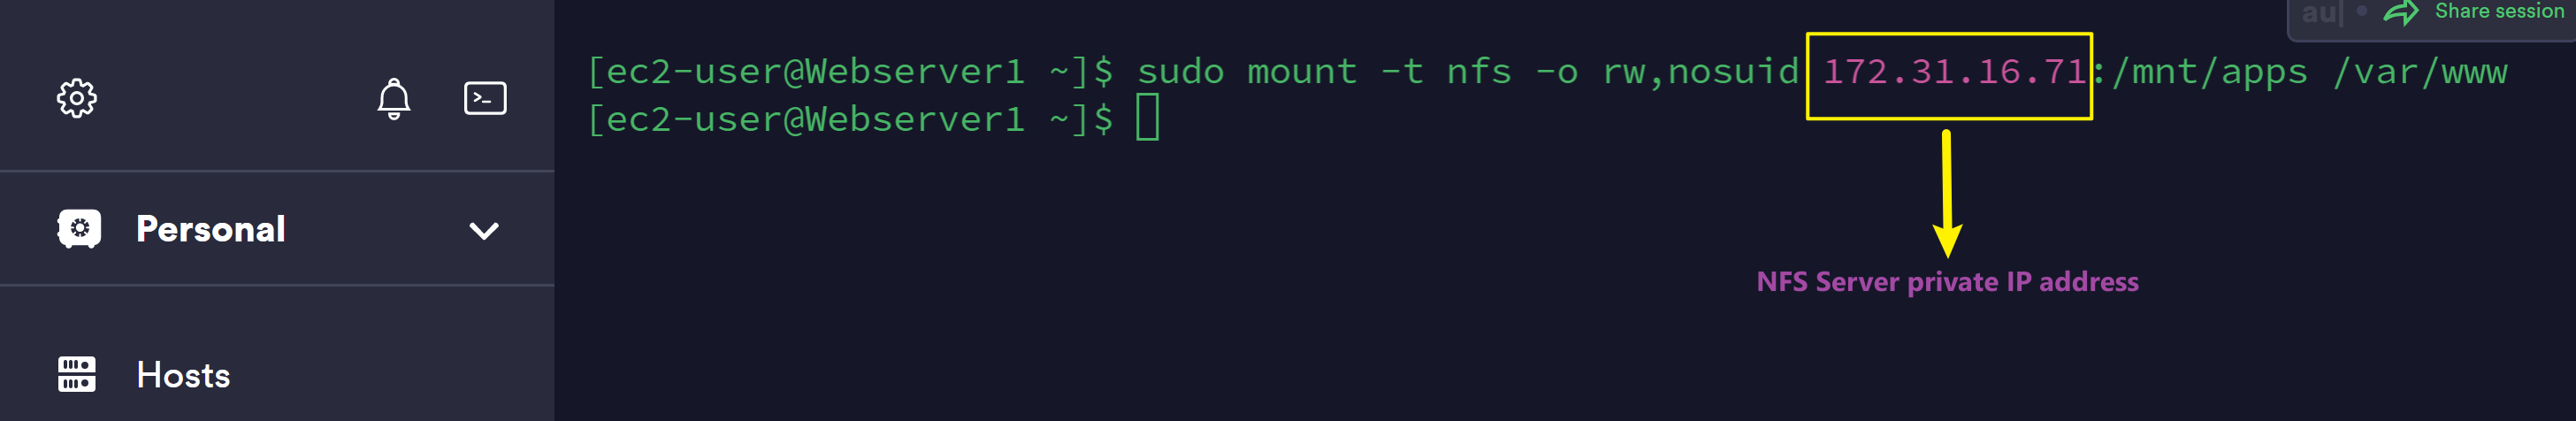 au
Share session
[ec2-user@Webserver1 ~]$ sudo mount -t nfs -o rw,nosuid 172.31.16.71:/mnt/apps /var/www
[ec2-user@Webserver1 ~]$
NFS Server private IP address
Personal
Hosts